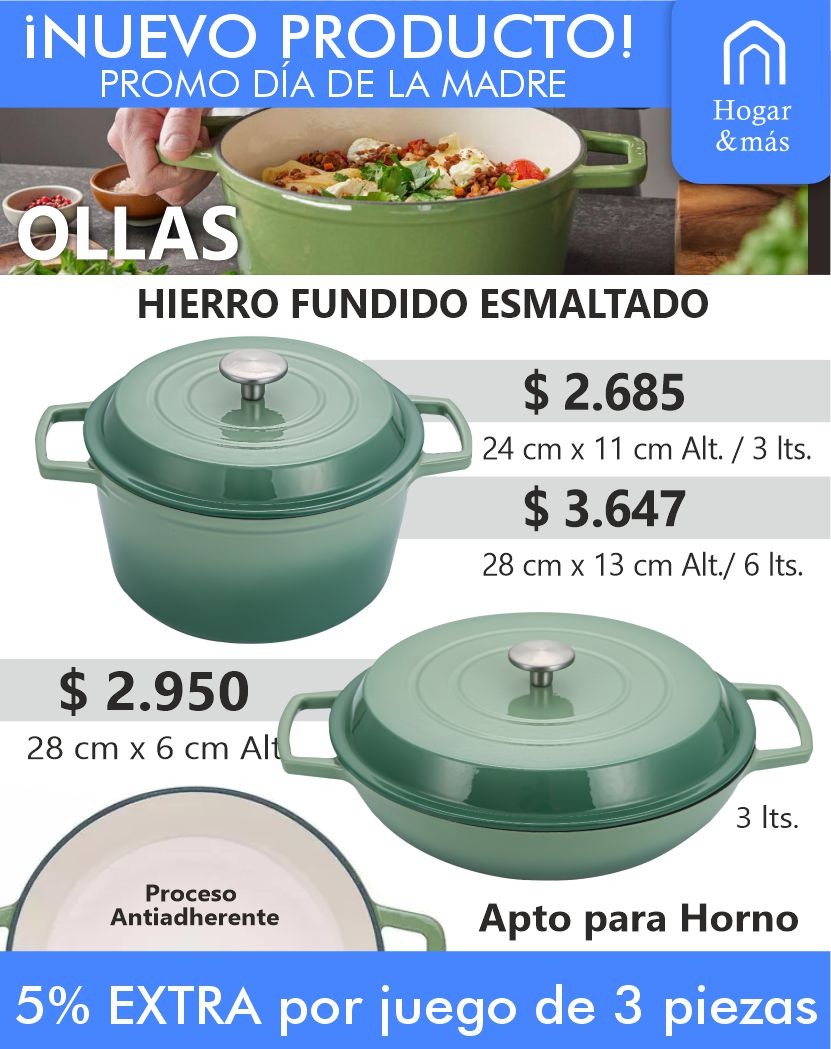 ¡NUEVO PRODUCTO!
PROMO DÍA DE LA MADRE
Hogar
&más
OLLAS
HIERRO FUNDIDO ESMALTADO
$ 2.685
24 cm x 11 cm Alt. / 3 lts.
$ 3.647
28 cm x 13 cm Alt./ 6 lts.
$ 2.950
28 cm x 6 cm Alt
3 lts.
Proceso
Antiadherente
Apto para Horno
5% EXTRA por juego de 3 piezas